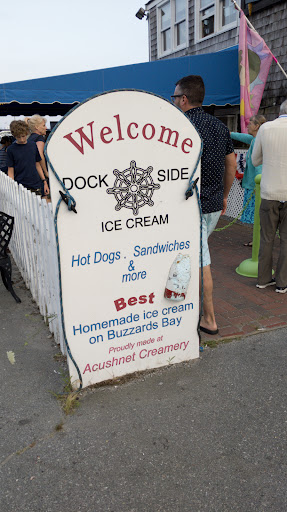 Welcome
DOCK SIDE
ICE CREAM
Hot Dogs . Sandwiches
&
more
Best
Homemade ice cream
on Buzzards Bay
Proudly made at
Acushnet Creamery